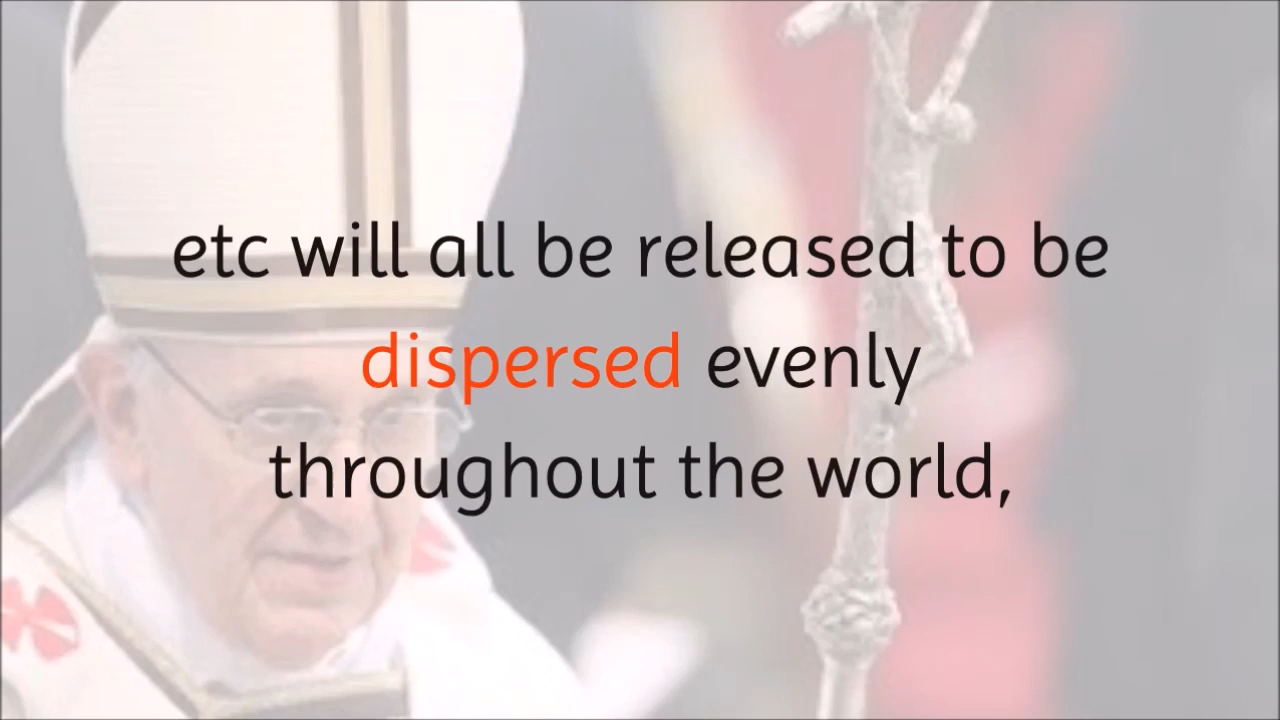 etc will all be released to be
dispersed evenly
throughout the world,